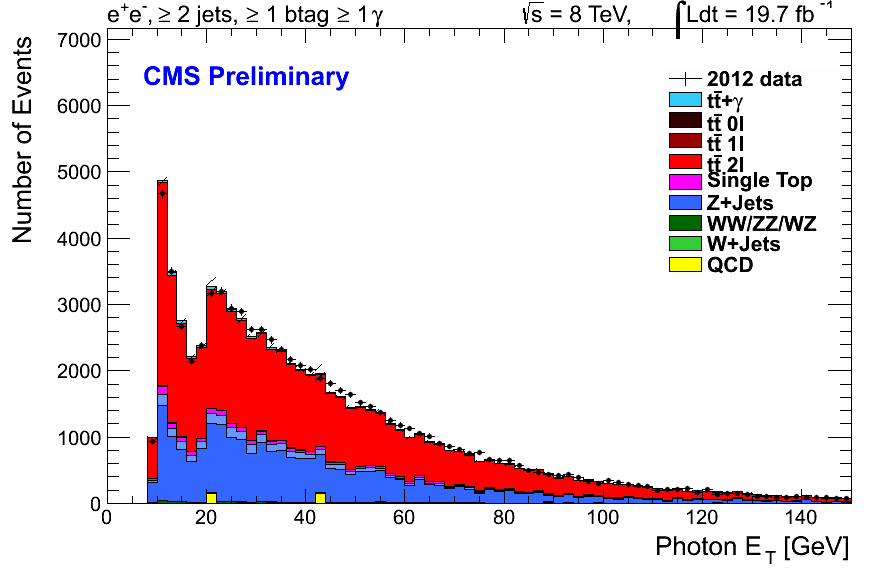 e⁺e⁻, ≥ 2 jets, ≥ 1 btag ≥ 1 γ √s = 8 TeV, ∫Ldt = 19.7 fb⁻¹
CMS Preliminary
2012 data
tt̄+γ
tt̄ 0l
tt̄ 1l
tt̄ 2l
Single Top
Z+Jets
WW/ZZ/WZ
W+Jets
QCD
Number of Events
7000
6000
5000
4000
3000
2000
1000
0
0 20 40 60 80 100 120 140
Photon E_T [GeV]